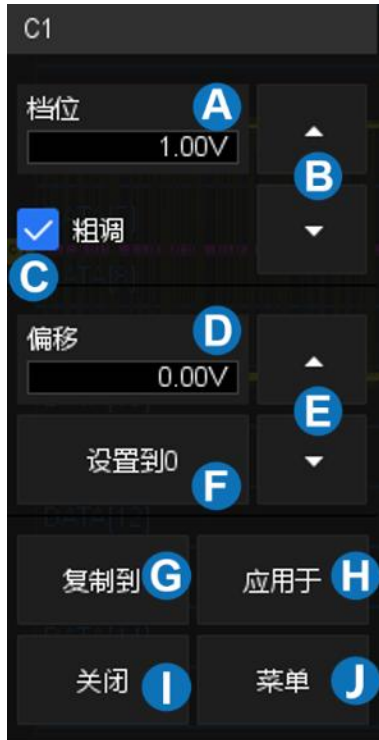 C1
档位 A
1.00V
B
粗调
C
偏移 D
0.00V
E
设置到0
F
复制到 G
应用于 H
关闭 I
菜单 J